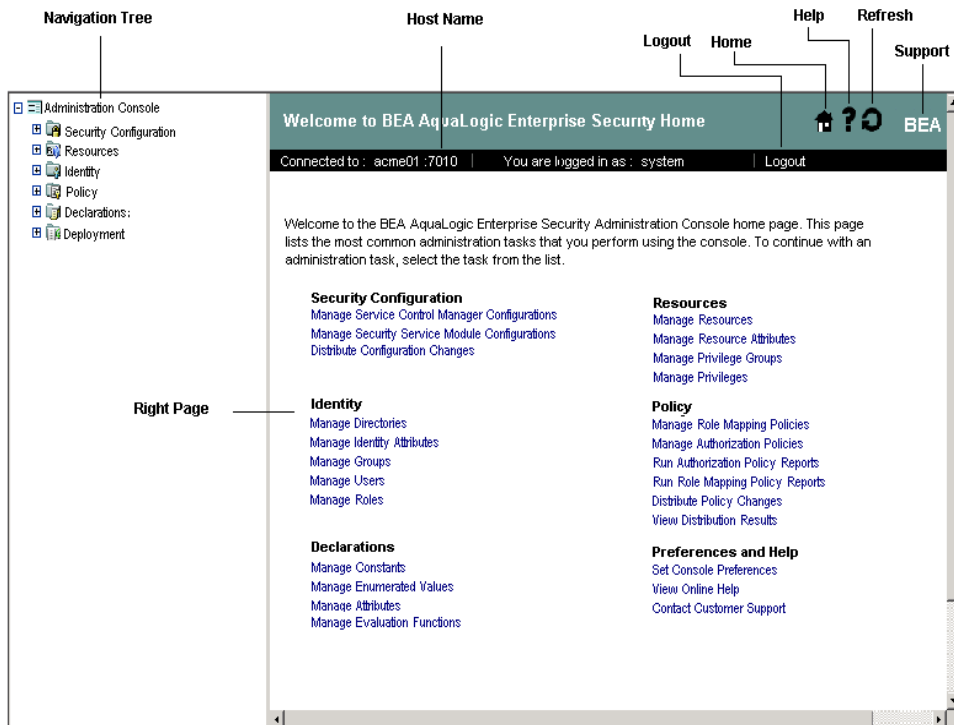 Navigation Tree
Host Name
Help
Refresh
Logout
Home
Support
Administration Console
Security Configuration
Resources
Identity
Policy
Declarations:
Deployment
Welcome to BEA AquaLogic Enterprise Security Home
BEA
Connected to : acme01 :7010 | You are logged in as : system | Logout
Welcome to the BEA AquaLogic Enterprise Security Administration Console home page. This page
lists the most common administration tasks that you perform using the console. To continue with an
administration task, select the task from the list.
Security Configuration
Manage Service Control Manager Configurations
Manage Security Service Module Configurations
Distribute Configuration Changes
Resources
Manage Resources
Manage Resource Attributes
Manage Privilege Groups
Manage Privileges
Right Page
Identity
Manage Directories
Manage Identity Attributes
Manage Groups
Manage Users
Manage Roles
Policy
Manage Role Mapping Policies
Manage Authorization Policies
Run Authorization Policy Reports
Run Role Mapping Policy Reports
Distribute Policy Changes
View Distribution Results
Declarations
Manage Constants
Manage Enumerated Values
Manage Attributes
Manage Evaluation Functions
Preferences and Help
Set Console Preferences
View Online Help
Contact Customer Support